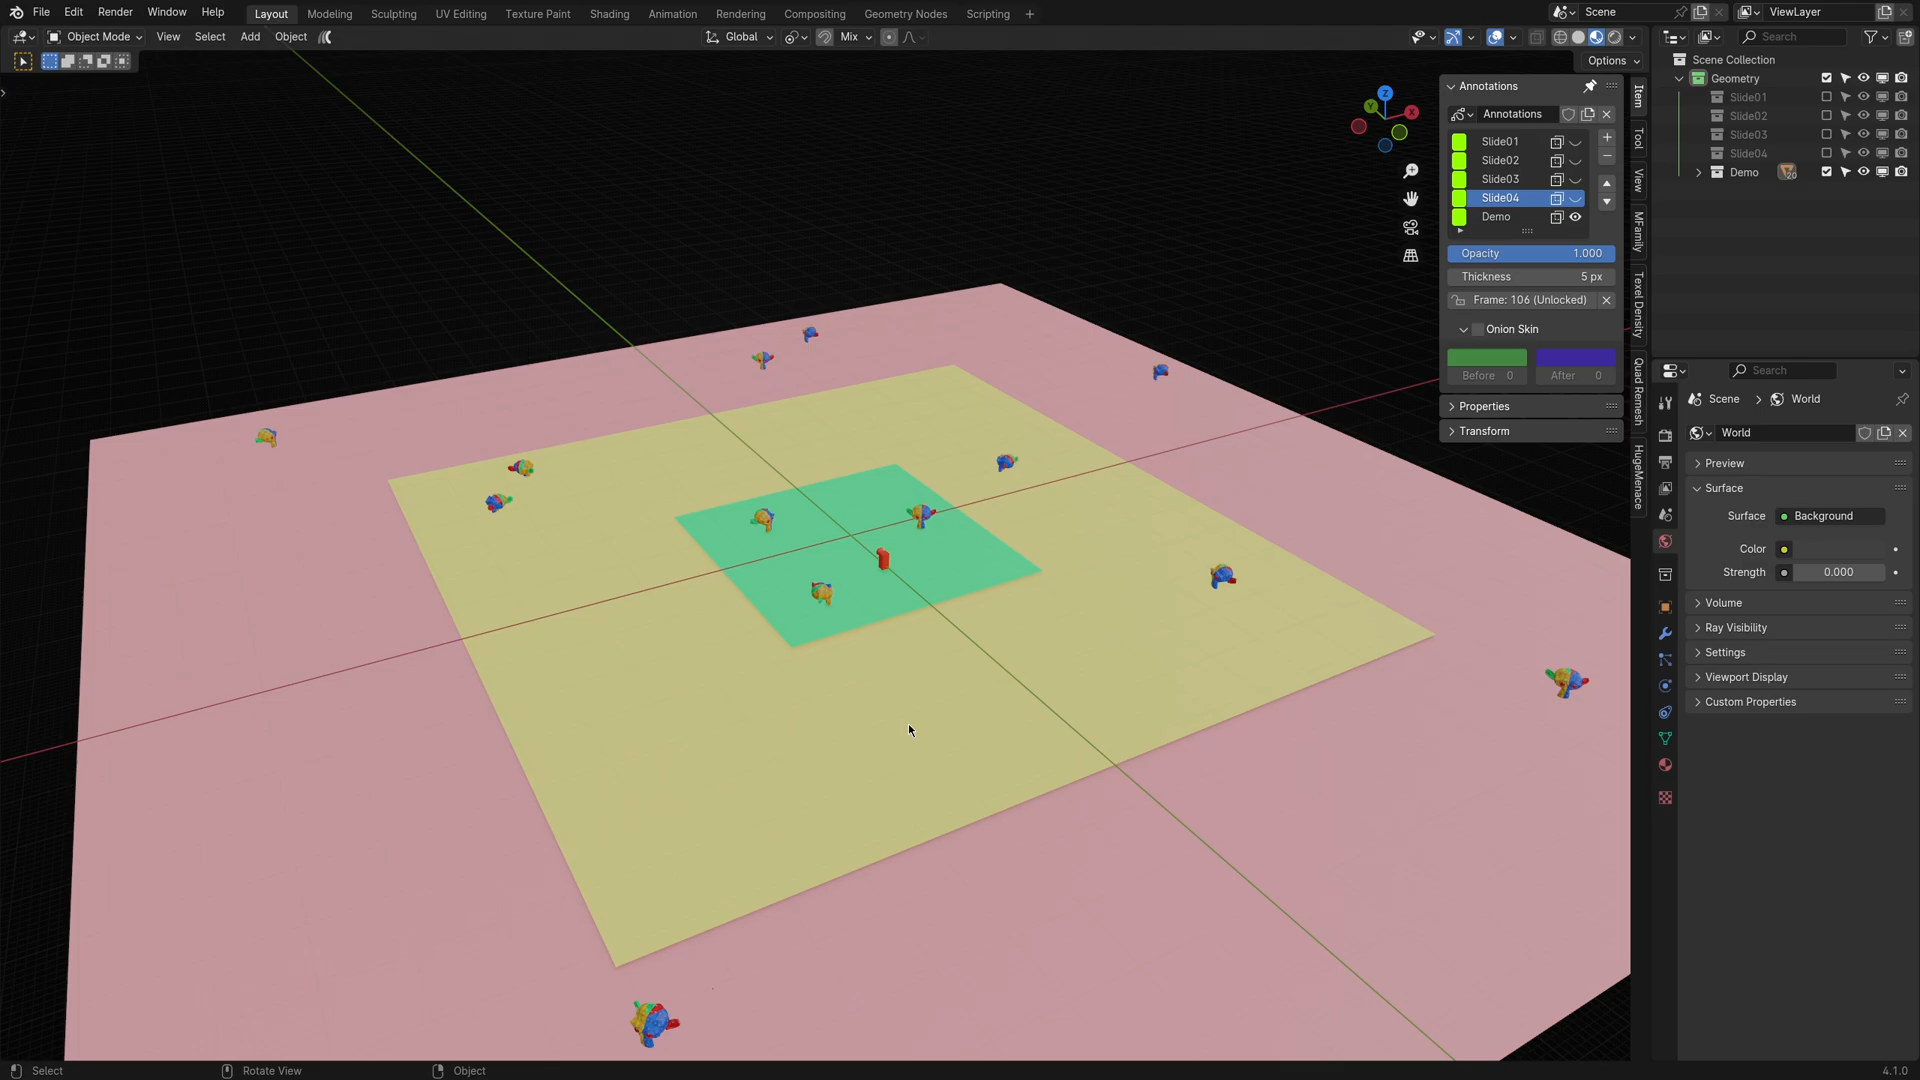 File Edit Render Window Help
Layout Modeling Sculpting UV Editing Texture Paint Shading Animation Rendering Compositing Geometry Nodes Scripting +
Scene
ViewLayer
Object Mode View Select Add Object
Global
Mix
Search
Options
Scene Collection
Geometry
Slide01
Slide02
Slide03
Slide04
Demo
20
Z
Y
X
Annotations
Annotations
Slide01
Slide02
Slide03
Slide04
Demo
Opacity 1.000
Thickness 5 px
Frame: 106 (Unlocked)
Onion Skin
Before 0
After 0
Properties
Transform
Item
Tool
View
MFamily
Texel Density
Quad Remesh
HugeMenace
Search
Scene > World
World
Preview
Surface
Surface Background
Color
Strength 0.000
Volume
Ray Visibility
Settings
Viewport Display
Custom Properties
Select
Rotate View
Object
4.1.0